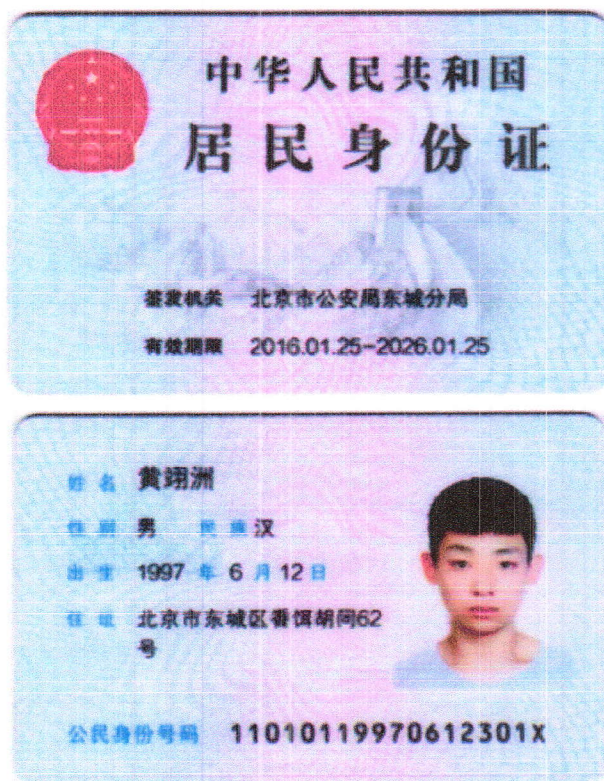 中华人民共和国
居民身份证
签发机关 北京市公安局东城分局
有效期限 2016.01.25-2026.01.25
姓名 黄翊洲
性别 男 民族 汉
出生 1997 年 6 月 12 日
住址 北京市东城区番饵胡同62
号
公民身份号码 11010119970612301X